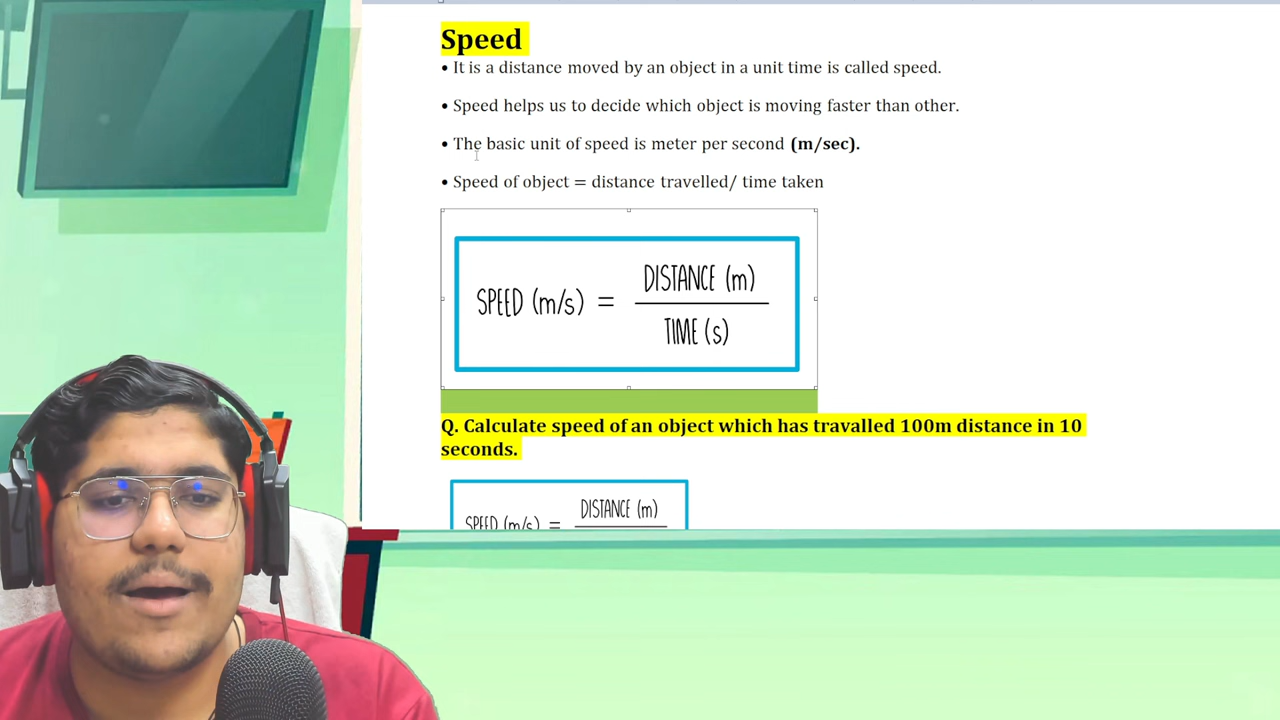 Speed
• It is a distance moved by an object in a unit time is called speed.
• Speed helps us to decide which object is moving faster than other.
• The basic unit of speed is meter per second (m/sec).
• Speed of object = distance travelled/ time taken
SPEED (m/s) = DISTANCE (m)
TIME (s)
Q. Calculate speed of an object which has travalled 100m distance in 10
seconds.
SPEED (m/s) = DISTANCE (m)